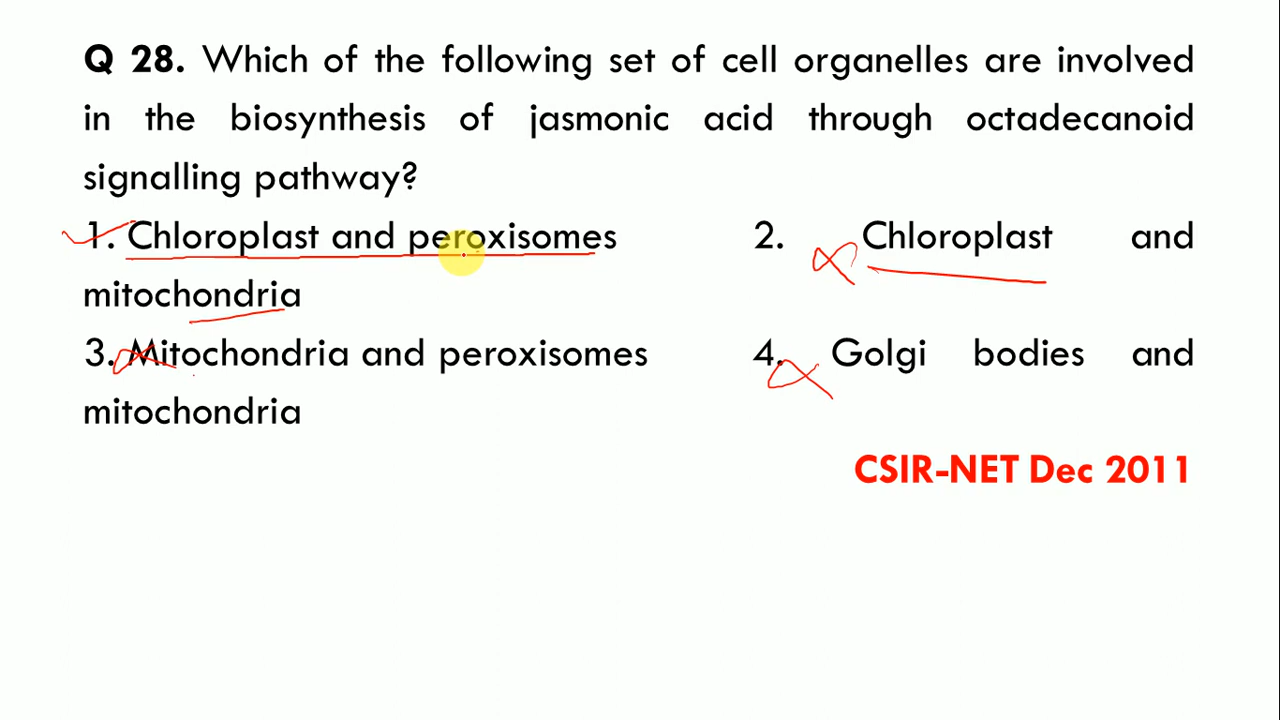 Q 28. Which of the following set of cell organelles are involved
in the biosynthesis of jasmonic acid through octadecanoid
signalling pathway?
1. Chloroplast and peroxisomes 2. Chloroplast and
mitochondria
3. Mitochondria and peroxisomes 4. Golgi bodies and
mitochondria
CSIR-NET Dec 2011